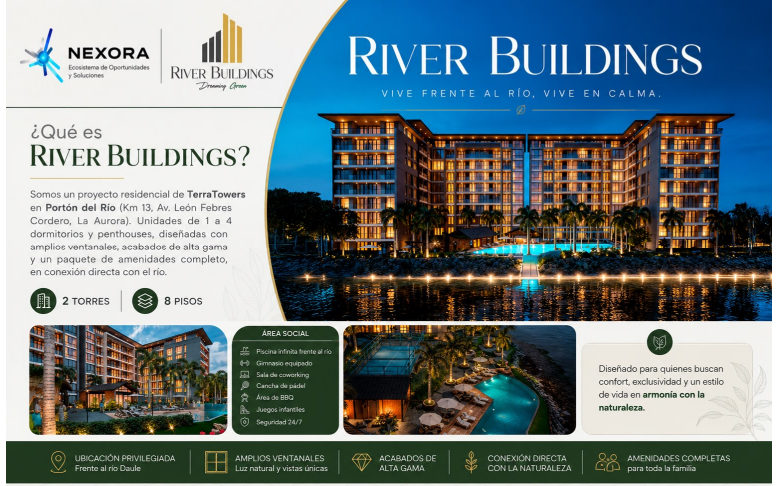 NEXORA
Ecosistema de Oportunidades
y Soluciones
RIVER BUILDINGS
Dreaming Green
RIVER BUILDINGS
VIVE FRENTE AL RÍO, VIVE EN CALMA.
¿Qué es
RIVER BUILDINGS?
Somos un proyecto residencial de TerraTowers
en Portón del Río (Km 13, Av. León Febres
Cordero, La Aurora). Unidades de 1 a 4
dormitorios y penthouses, diseñadas con
amplios ventanales, acabados de alta gama
y un paquete de amenidades completo,
en conexión directa con el río.
2 TORRES
8 PISOS
ÁREA SOCIAL
Piscina infinita frente al río
Gimnasio equipado
Sala de coworking
Cancha de pádel
Área de BBQ
Juegos infantiles
Seguridad 24/7
Diseñado para quienes buscan
confort, exclusividad y un estilo
de vida en armonía con la
naturaleza.
UBICACIÓN PRIVILEGIADA
Frente al río Daule
AMPLIOS VENTANALES
Luz natural y vistas únicas
ACABADOS DE
ALTA GAMA
CONEXIÓN DIRECTA
CON LA NATURALEZA
AMENIDADES COMPLETAS
para toda la familia